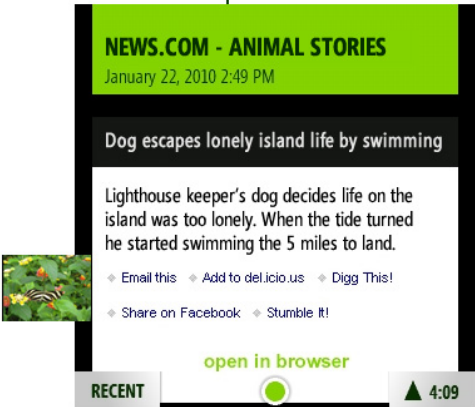 NEWS.COM - ANIMAL STORIES
January 22, 2010 2:49 PM
Dog escapes lonely island life by swimming
Lighthouse keeper's dog decides life on the
island was too lonely. When the tide turned
he started swimming the 5 miles to land.
Email this Add to del.icio.us Digg This!
Share on Facebook Stumble It!
open in browser
RECENT 4:09